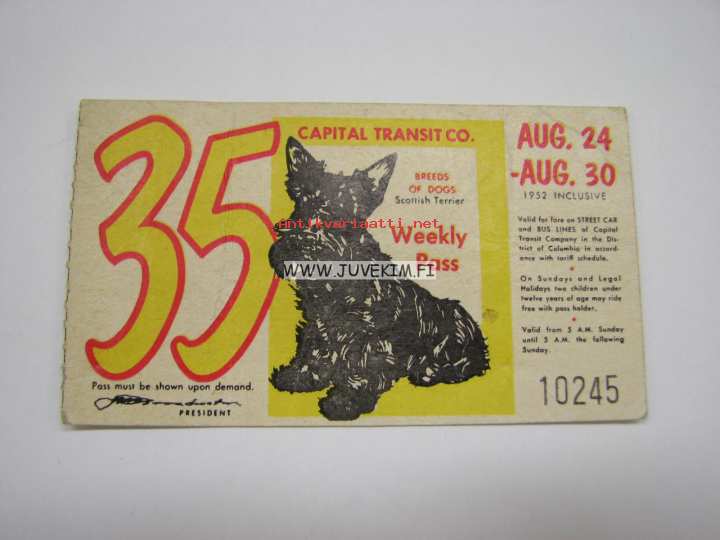 35
CAPITAL TRANSIT CO.
BREEDS
OF DOGS
Scottish Terrier
Weekly
Pass
Pass must be shown upon demand.
PRESIDENT
AUG. 24
-AUG. 30
1952 INCLUSIVE
Valid for fare on STREET CAR
and BUS LINES of Capital
Transit Company in the Dis-
trict of Columbia in accord-
ance with tariff schedule.
On Sundays and Legal
Holidays two children under
twelve years of age may ride
free with pass holder.
Valid from 5 A.M. Sunday
until 5 A.M. the following
Sunday.
10245
antikvariaatti.net
WWW.JUVEKIM.FI